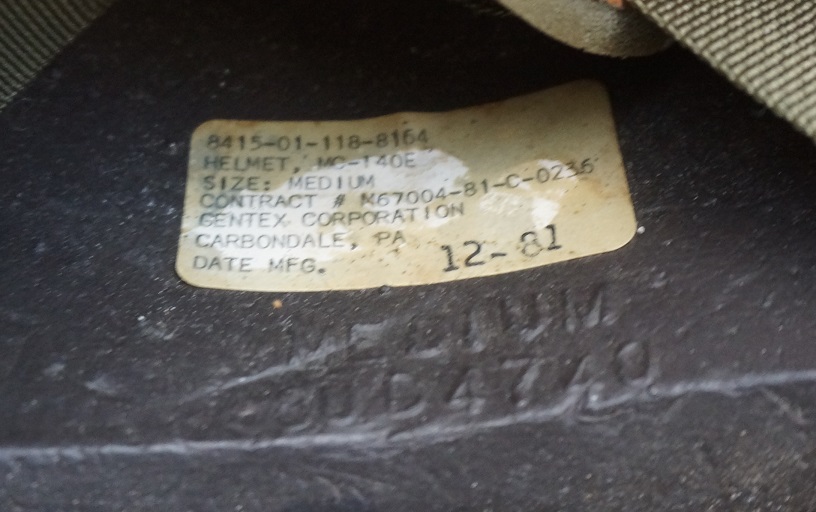 8415-01-118-8164
HELMET, MC-140E
SIZE: MEDIUM
CONTRACT # N67004-81-C-0236
GENTEX CORPORATION
CARBONDALE, PA
DATE MFG. 12-81
MEDIUM